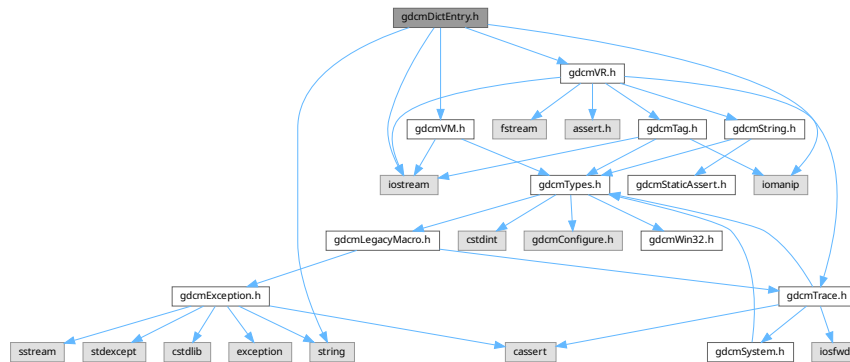 gdcmDictEntry.h
gdcmVR.h
gdcmVM.h
fstream
assert.h
gdcmTag.h
gdcmString.h
iostream
gdcmTypes.h
gdcmStaticAssert.h
iomanip
gdcmLegacyMacro.h
cstdint
gdcmConfigure.h
gdcmWin32.h
gdcmException.h
gdcmTrace.h
sstream
stdexcept
cstdlib
exception
string
cassert
gdcmSystem.h
iosfwd